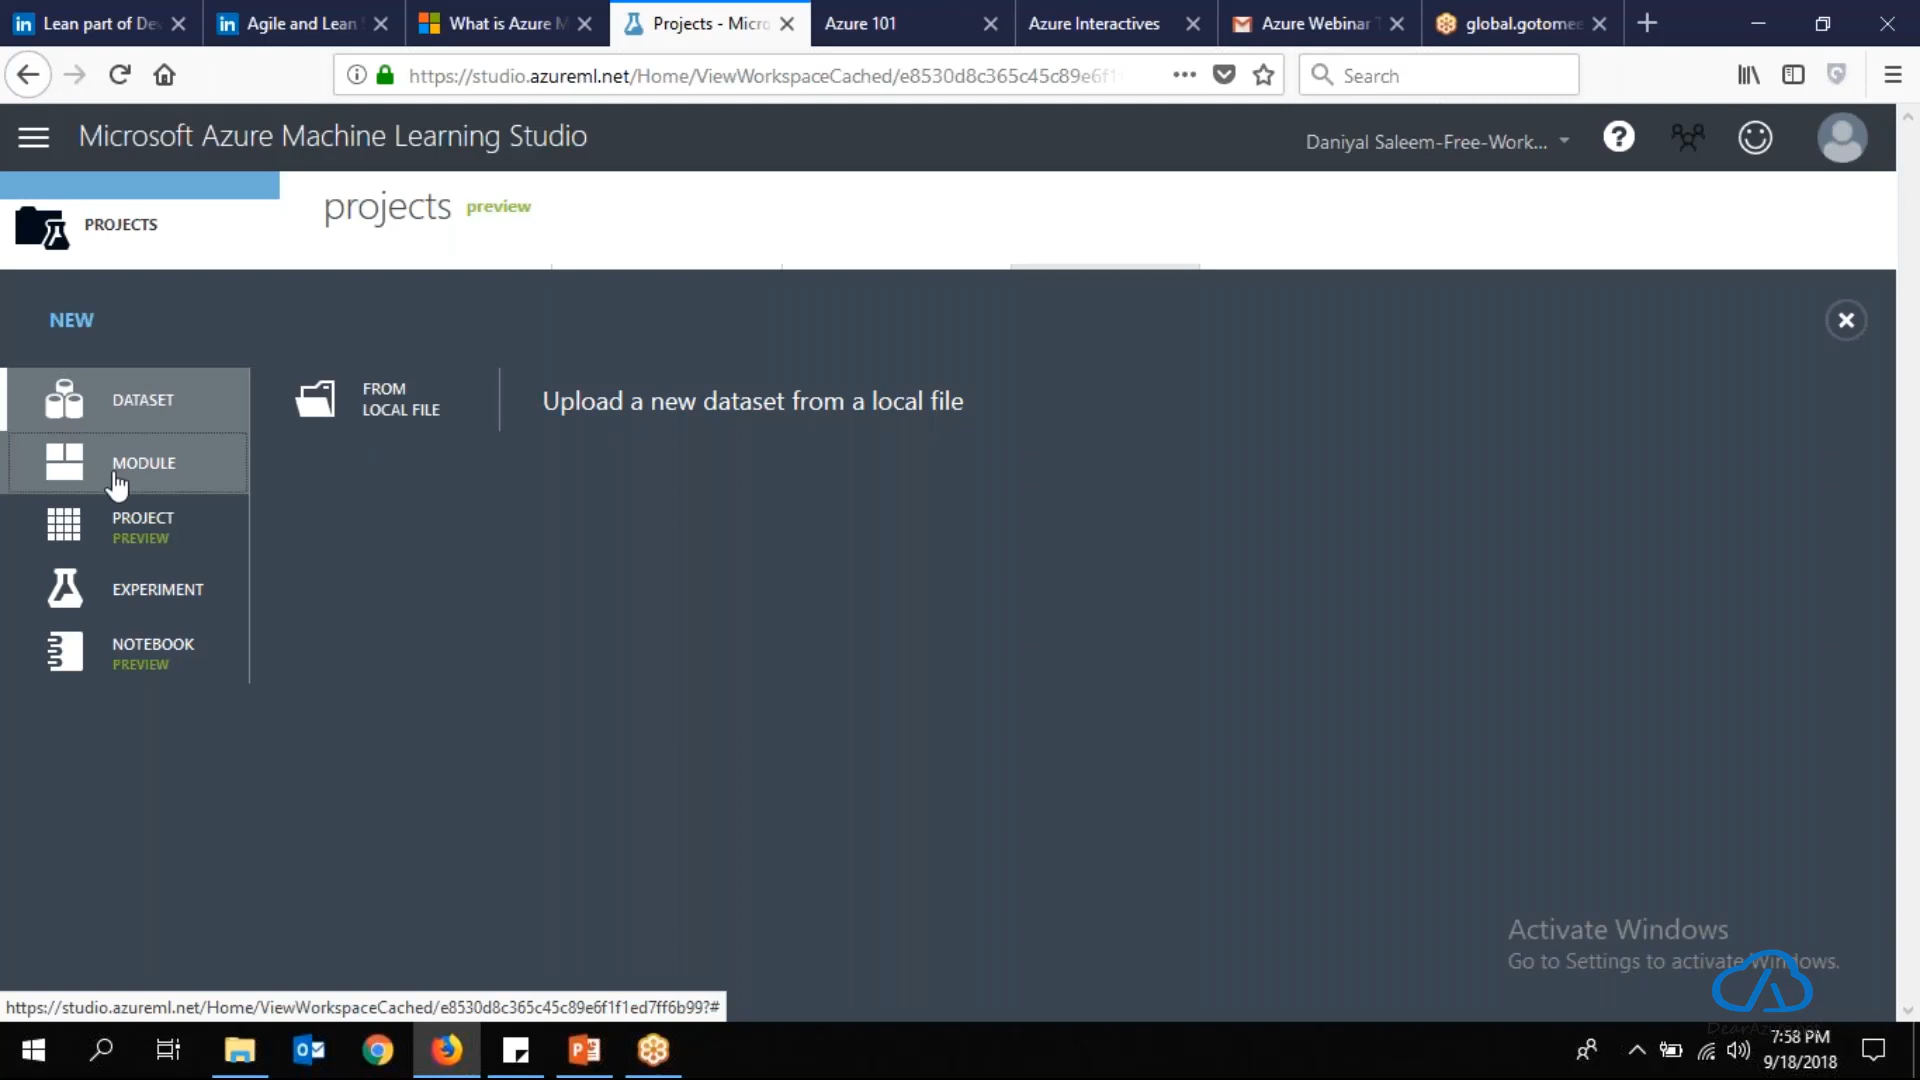 Lean part of De
Agile and Lean
What is Azure M
Projects - Micro
Azure 101
Azure Interactives
Azure Webinar T
global.gotomee
https://studio.azureml.net/Home/ViewWorkspaceCached/e8530d8c365c45c89e6f1
Search
Microsoft Azure Machine Learning Studio
Daniyal Saleem-Free-Work...
PROJECTS
projects preview
NEW
DATASET
FROM
LOCAL FILE
Upload a new dataset from a local file
MODULE
PROJECT
PREVIEW
EXPERIMENT
NOTEBOOK
PREVIEW
Activate Windows
Go to Settings to activate Windows.
https://studio.azureml.net/Home/ViewWorkspaceCached/e8530d8c365c45c89e6f1f1ed7ff6b99?#
7:58 PM
9/18/2018